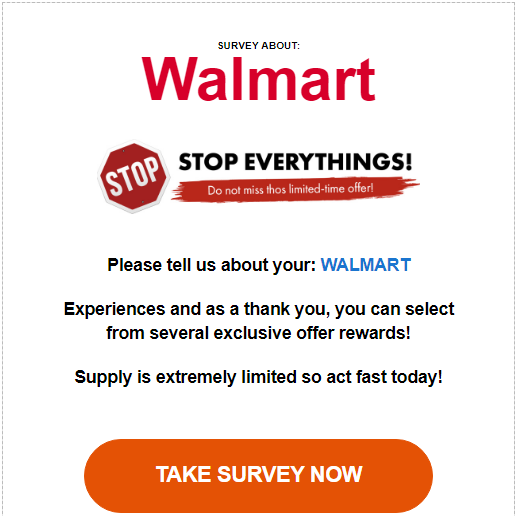 SURVEY ABOUT:
Walmart
STOP
STOP EVERYTHINGS!
Do not miss thos limited-time offer!
Please tell us about your: WALMART
Experiences and as a thank you, you can select
from several exclusive offer rewards!
Supply is extremely limited so act fast today!
TAKE SURVEY NOW